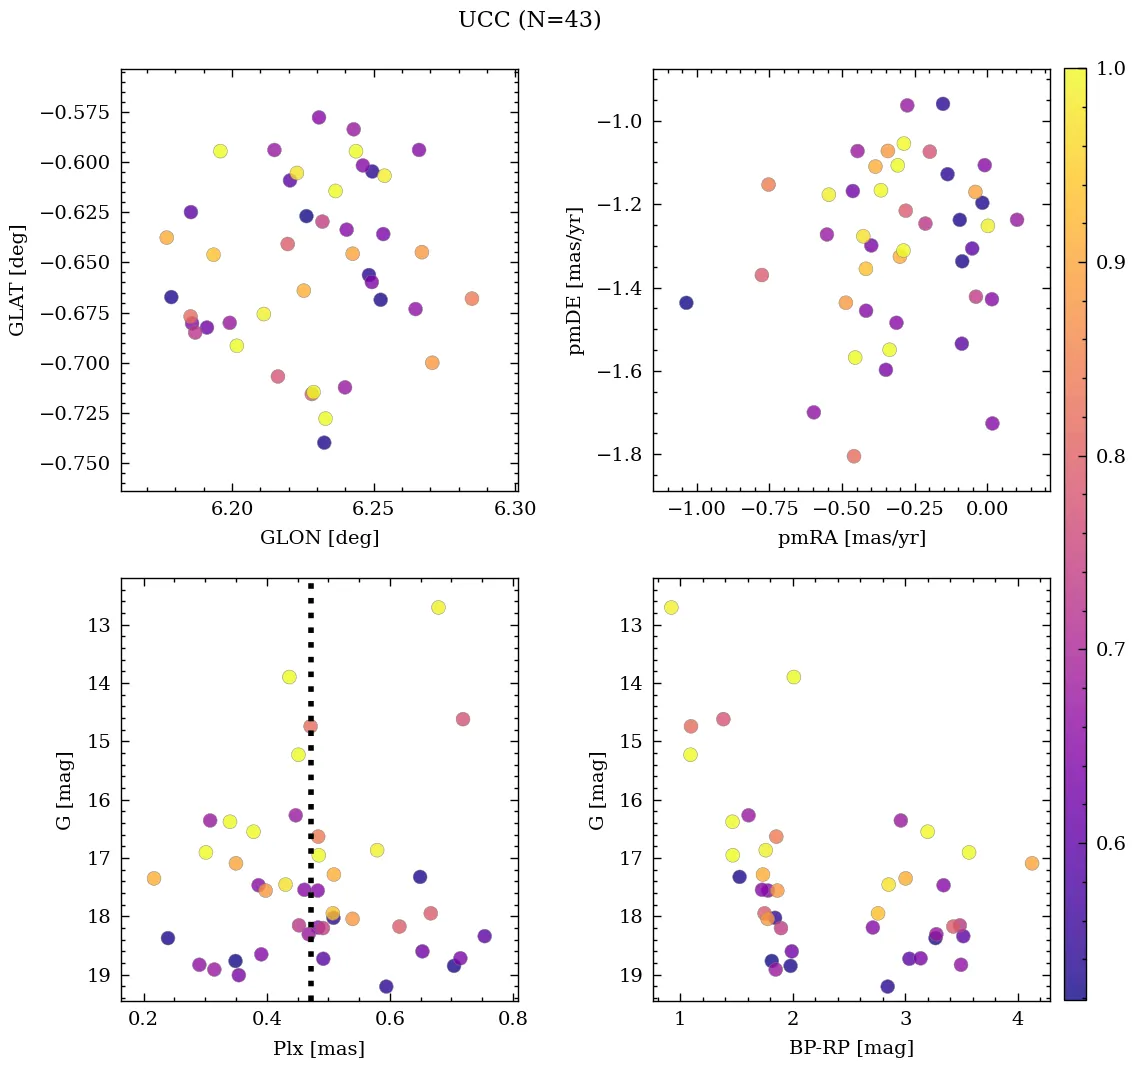 UCC (N=43)
−0.575
−0.600
−0.625
−0.650
−0.675
−0.700
−0.725
−0.750
GLAT [deg]
6.20 6.25 6.30
GLON [deg]
−1.0
−1.2
−1.4
−1.6
−1.8
pmDE [mas/yr]
−1.00 −0.75 −0.50 −0.25 0.00
pmRA [mas/yr]
13
14
15
16
17
18
19
G [mag]
0.2 0.4 0.6 0.8
Plx [mas]
13
14
15
16
17
18
19
G [mag]
1 2 3 4
BP-RP [mag]
1.0
0.9
0.8
0.7
0.6